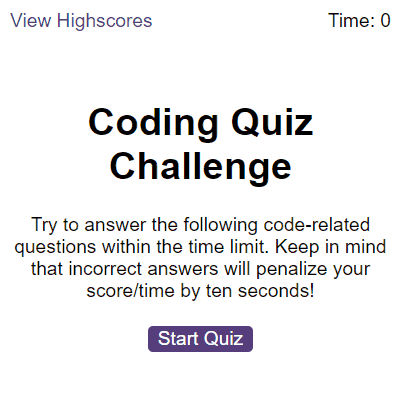 View Highscores
Time: 0
Coding Quiz
Challenge
Try to answer the following code-related
questions within the time limit. Keep in mind
that incorrect answers will penalize your
score/time by ten seconds!
Start Quiz